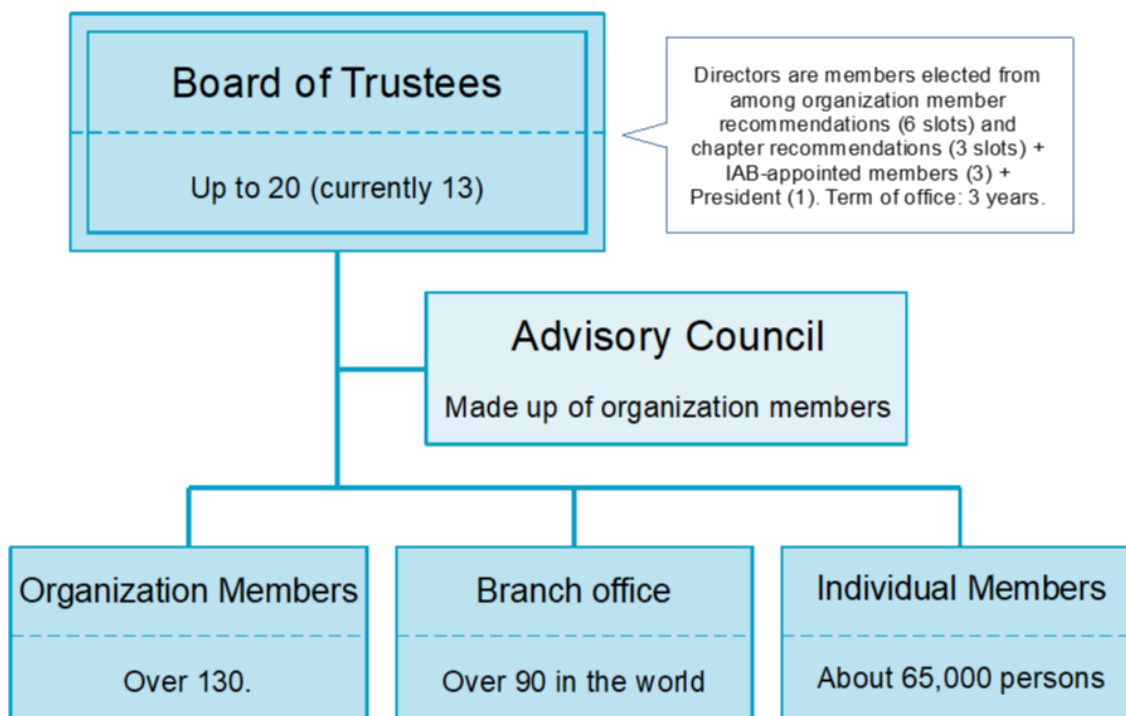 Board of Trustees
Up to 20 (currently 13)
Directors are members elected from
among organization member
recommendations (6 slots) and
chapter recommendations (3 slots) +
IAB-appointed members (3) +
President (1). Term of office: 3 years.
Advisory Council
Made up of organization members
Organization Members
Over 130.
Branch office
Over 90 in the world
Individual Members
About 65,000 persons